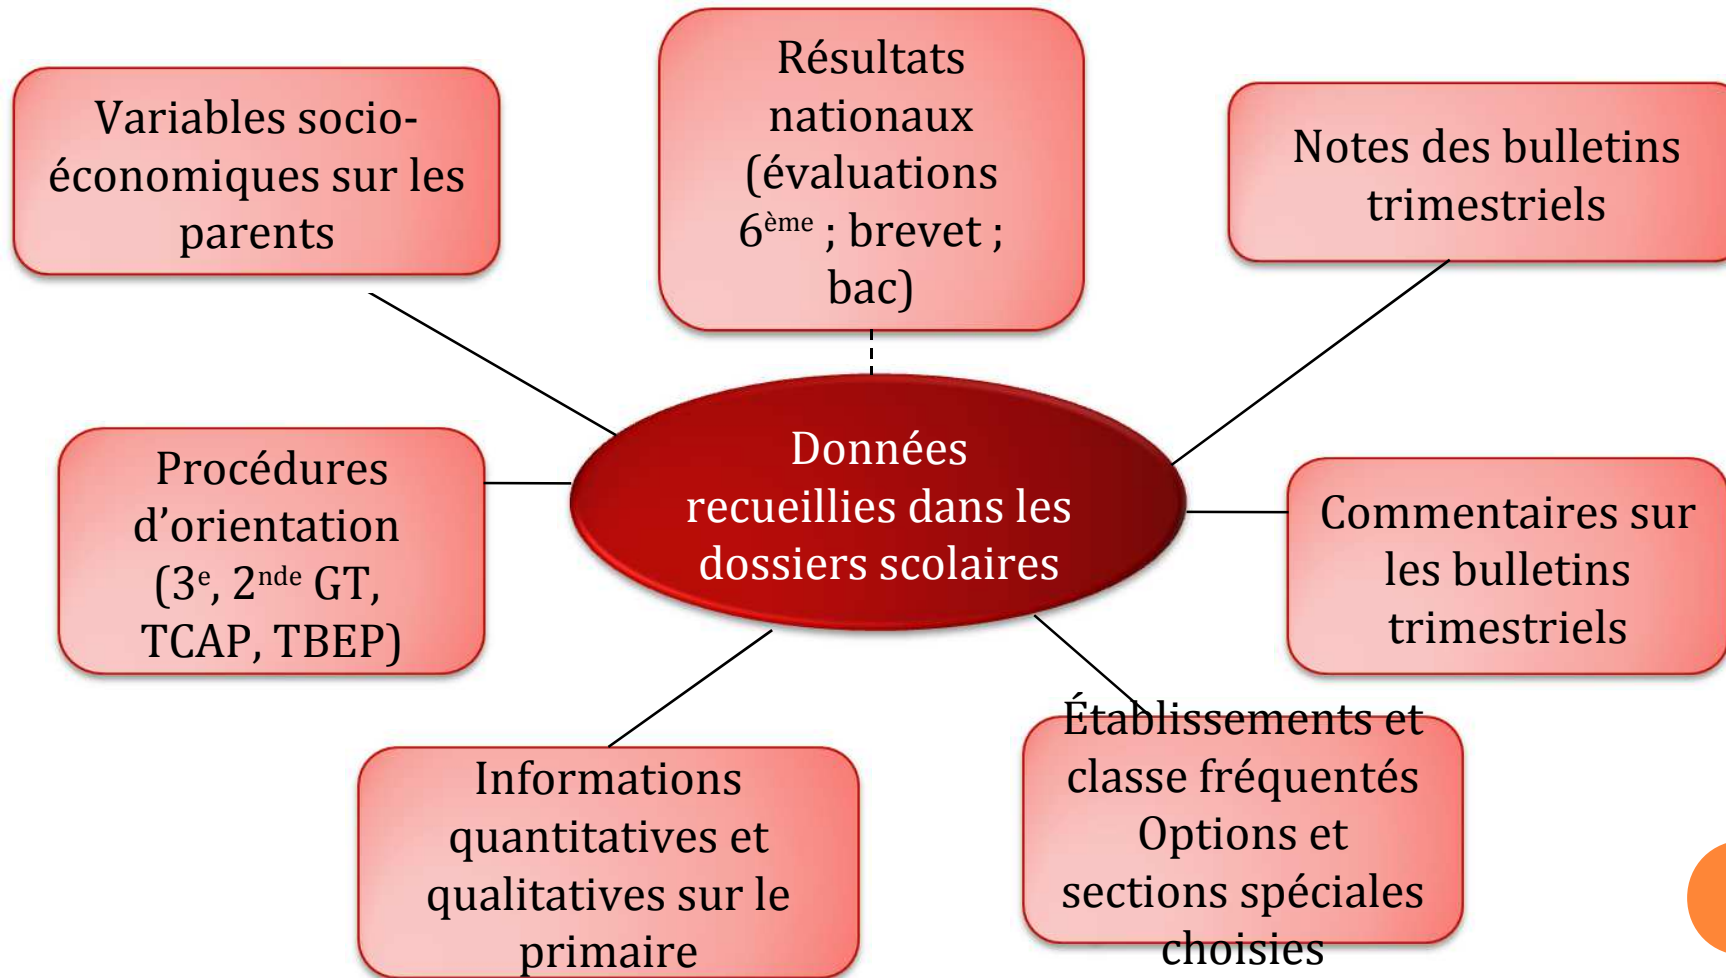 Variables socio-
économiques sur les
parents
Résultats
nationaux
(évaluations
6ème ; brevet ;
bac)
Notes des bulletins
trimestriels
Procédures
d’orientation
(3e, 2nde GT,
TCAP, TBEP)
Données
recueillies dans les
dossiers scolaires
Commentaires sur
les bulletins
trimestriels
Informations
quantitatives et
qualitatives sur le
primaire
Établissements et
classe fréquentés
Options et
sections spéciales
choisies